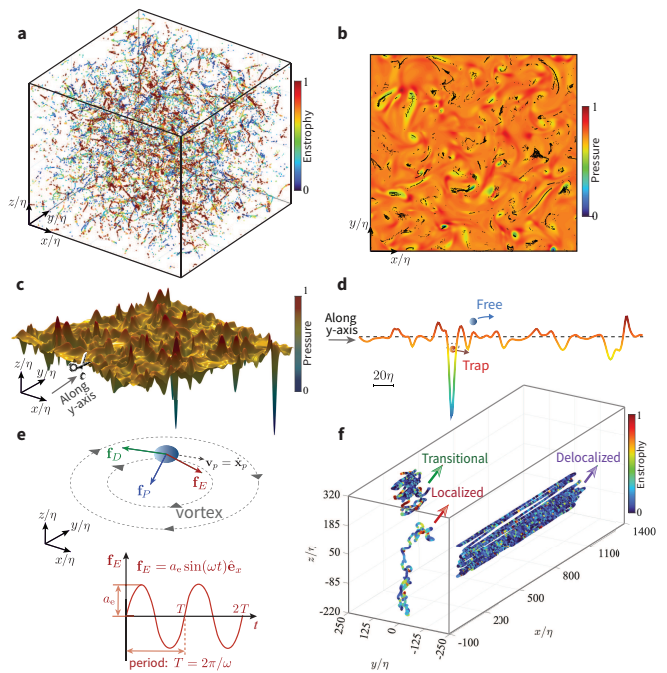 a
1
Enstrophy
0
z/η
y/η
x/η
b
1
Pressure
0
y/η
x/η
c
1
Pressure
0
z/η
y/η
x/η
Along
y-axis
d
Along
y-axis
Free
Trap
20η
e
f_D
v_p = ẋ_p
f_P
f_E
vortex
z/η
y/η
x/η
f_E
f_E = a_e sin(ωt)ê_x
a_e
T
2T
t
period: T = 2π/ω
f
Transitional
Localized
Delocalized
1
Enstrophy
0
320
185
50
-85
-220
z/η
250
125
0
-125
-250
y/η
-100
200
500
800
1100
1400
x/η